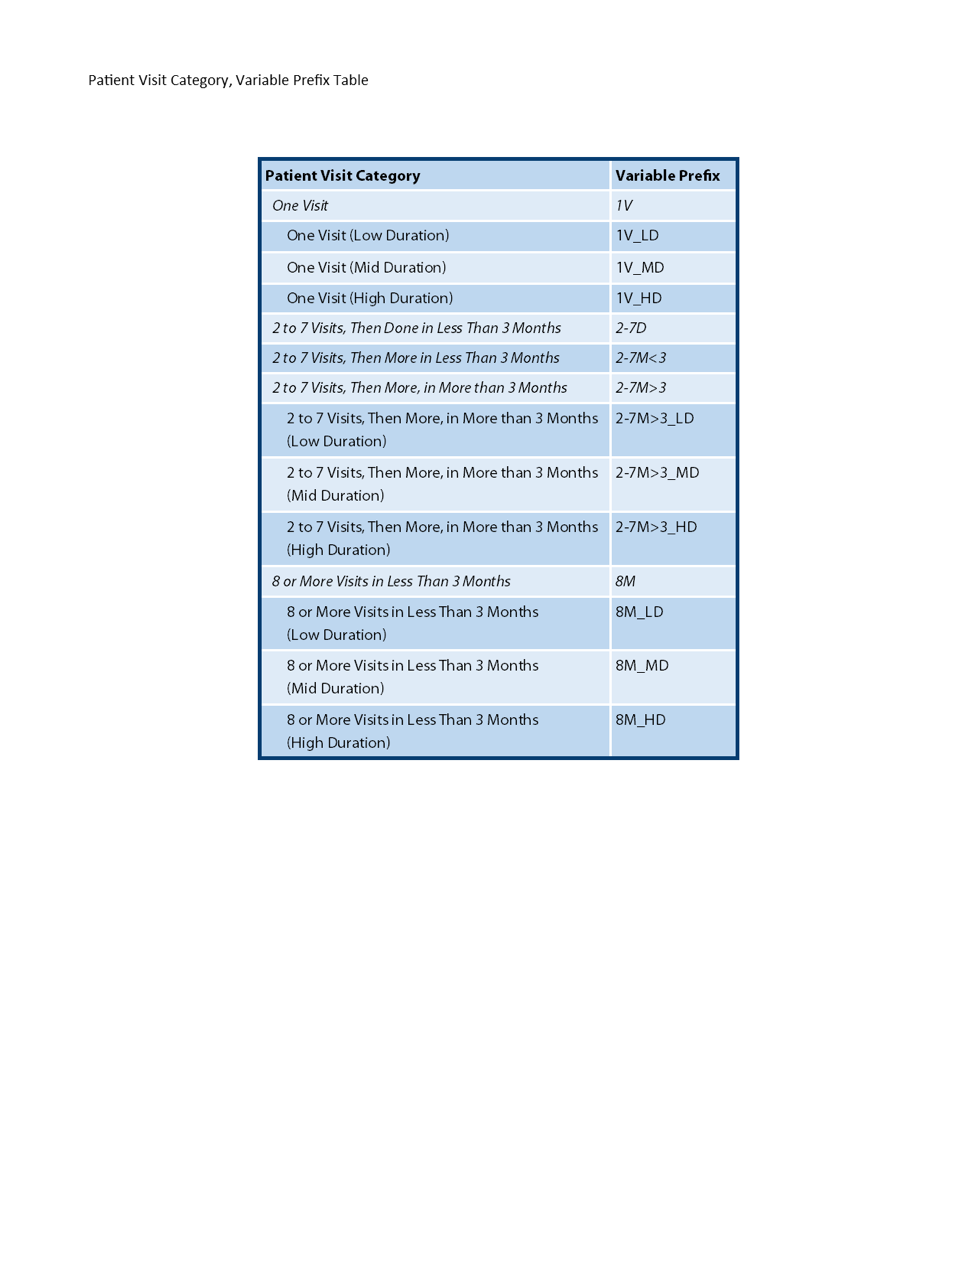 Patient Visit Category, Variable Prefix Table
Patient Visit Category Variable Prefix
One Visit 1V
One Visit (Low Duration) 1V_LD
One Visit (Mid Duration) 1V_MD
One Visit (High Duration) 1V_HD
2 to 7 Visits, Then Done in Less Than 3 Months 2-7D
2 to 7 Visits, Then More in Less Than 3 Months 2-7M<3
2 to 7 Visits, Then More, in More than 3 Months 2-7M>3
2 to 7 Visits, Then More, in More than 3 Months 2-7M>3_LD
(Low Duration)
2 to 7 Visits, Then More, in More than 3 Months 2-7M>3_MD
(Mid Duration)
2 to 7 Visits, Then More, in More than 3 Months 2-7M>3_HD
(High Duration)
8 or More Visits in Less Than 3 Months 8M
8 or More Visits in Less Than 3 Months 8M_LD
(Low Duration)
8 or More Visits in Less Than 3 Months 8M_MD
(Mid Duration)
8 or More Visits in Less Than 3 Months 8M_HD
(High Duration)